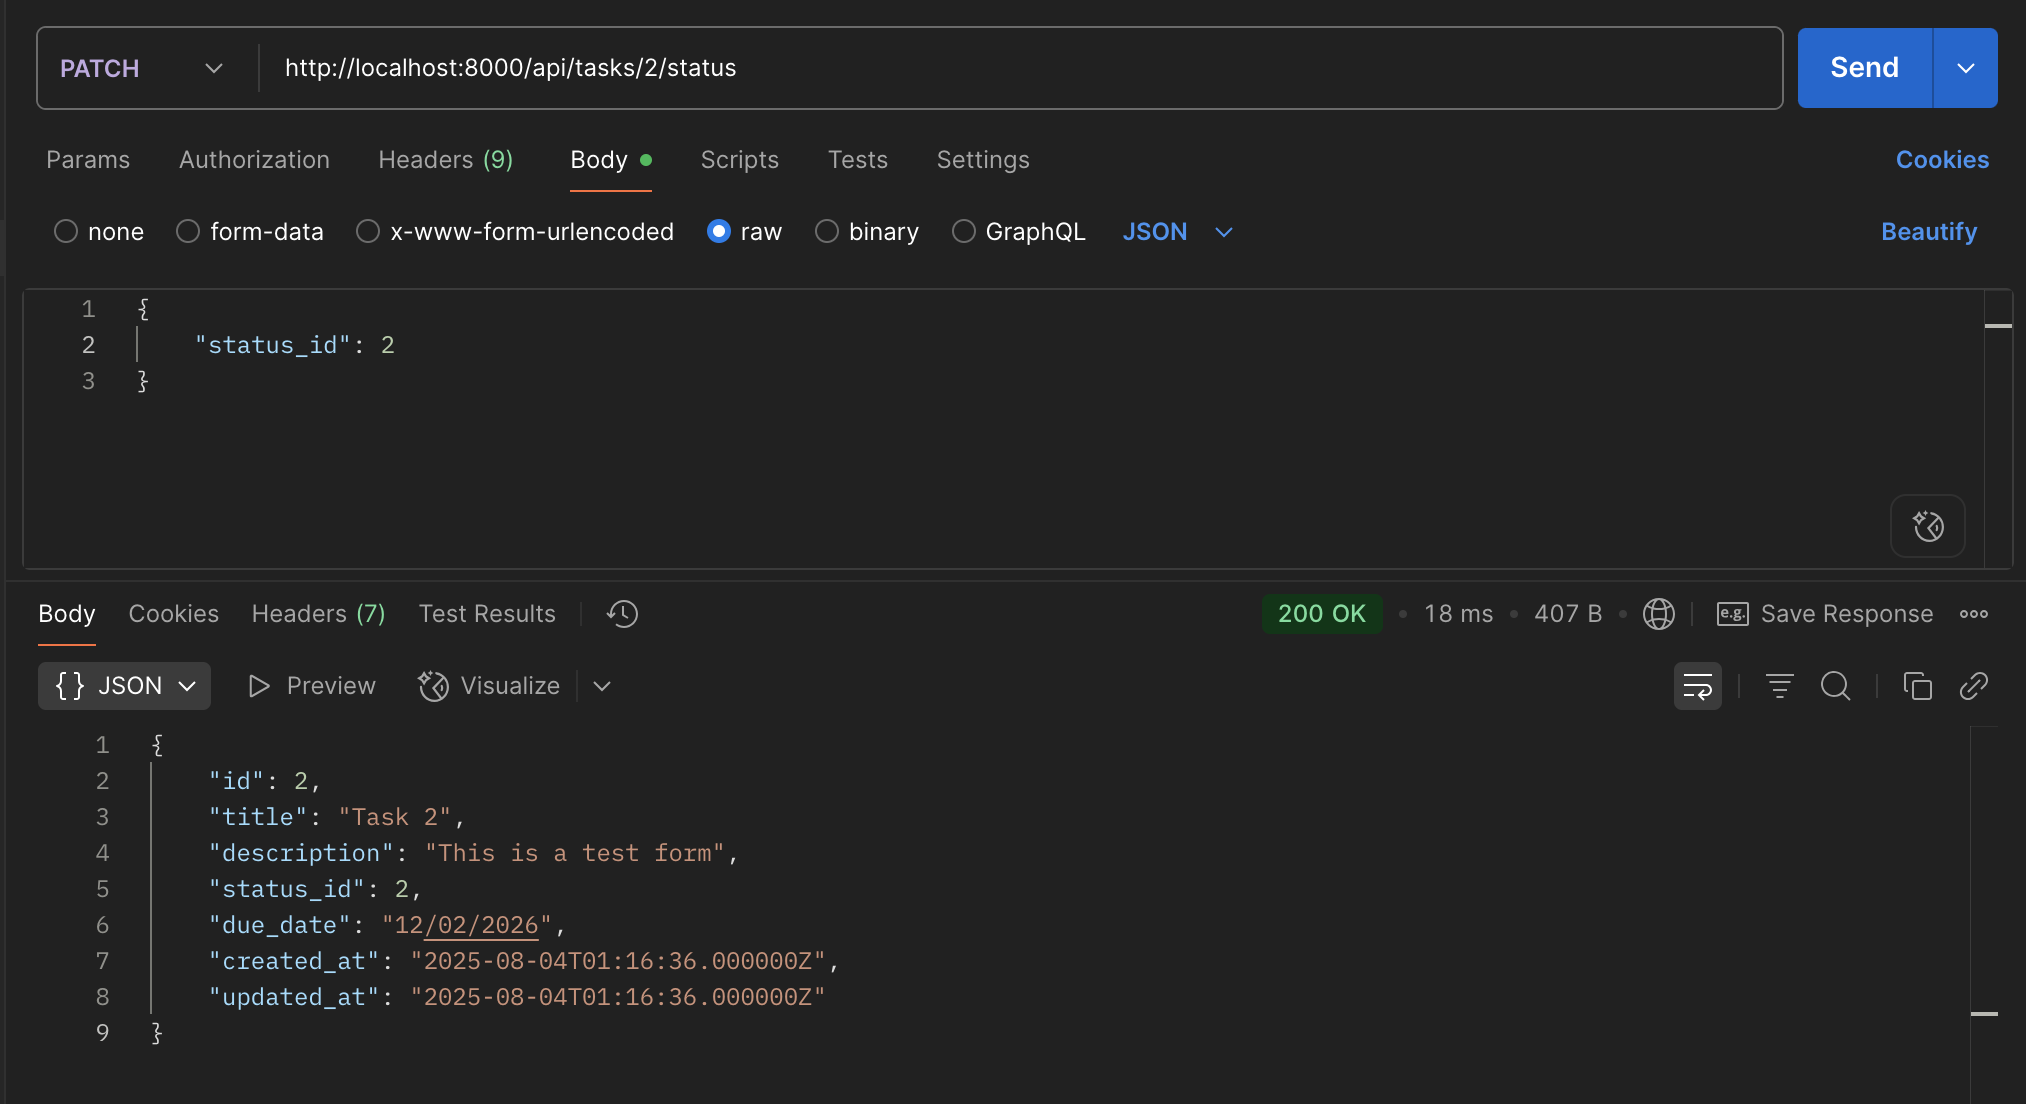 PATCH http://localhost:8000/api/tasks/2/status Send
Params Authorization Headers (9) Body Scripts Tests Settings Cookies
none form-data x-www-form-urlencoded raw binary GraphQL JSON Beautify
1 {
2 "status_id": 2
3 }
Body Cookies Headers (7) Test Results 200 OK • 18 ms • 407 B • e.g. Save Response
{} JSON Preview Visualize
1 {
2 "id": 2,
3 "title": "Task 2",
4 "description": "This is a test form",
5 "status_id": 2,
6 "due_date": "12/02/2026",
7 "created_at": "2025-08-04T01:16:36.000000Z",
8 "updated_at": "2025-08-04T01:16:36.000000Z"
9 }